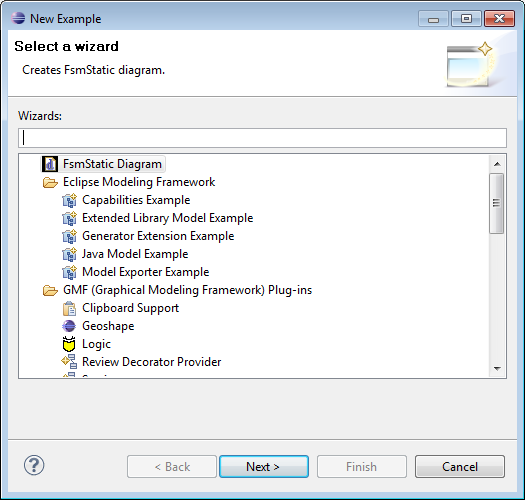 New Example
Select a wizard
Creates FsmStatic diagram.
Wizards:
FsmStatic Diagram
Eclipse Modeling Framework
Capabilities Example
Extended Library Model Example
Generator Extension Example
Java Model Example
Model Exporter Example
GMF (Graphical Modeling Framework) Plug-ins
Clipboard Support
Geoshape
Logic
Review Decorator Provider
< Back
Next >
Finish
Cancel